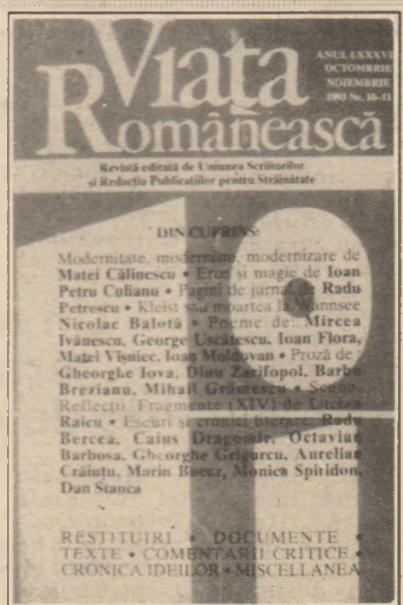 Viața
Românească
ANUL LXXXVI
OCTOMBRIE
NOIEMBRIE
1993 Nr. 10-11
Revistă editată de Uniunea Scriitorilor
și Redacția Publicațiilor pentru Străinătate
DIN CUPRINS:
Modernitate, modernism, modernizare de
Matei Călinescu • Eros și magie de Ioan
Petru Culianu • Pagini de jurnal de Radu
Petrescu • Kleist sau moartea la Wannsee
Nicolae Balotă • Poeme de: Mircea
Ivănescu, George Uscătescu, Ioan Flora,
Matei Vișniec, Ioan Moldovan • Proză de:
Gheorghe Iova, Dinu Zarifopol, Barbu
Brezianu, Mihail Grămescu • Scene,
Reflecții, Fragmente (XIV) de Lucian
Raicu • Eseuri și cronici literare: Radu
Bercea, Caius Dragomir, Octavian
Barbosa, Gheorghe Grigurcu, Aurelian
Crăiuțu, Marin Bucur, Monica Spiridon,
Dan Stanca
RESTITUIRI • DOCUMENTE •
TEXTE • COMENTARII CRITICE •
CRONICA IDEILOR • MISCELLANEA